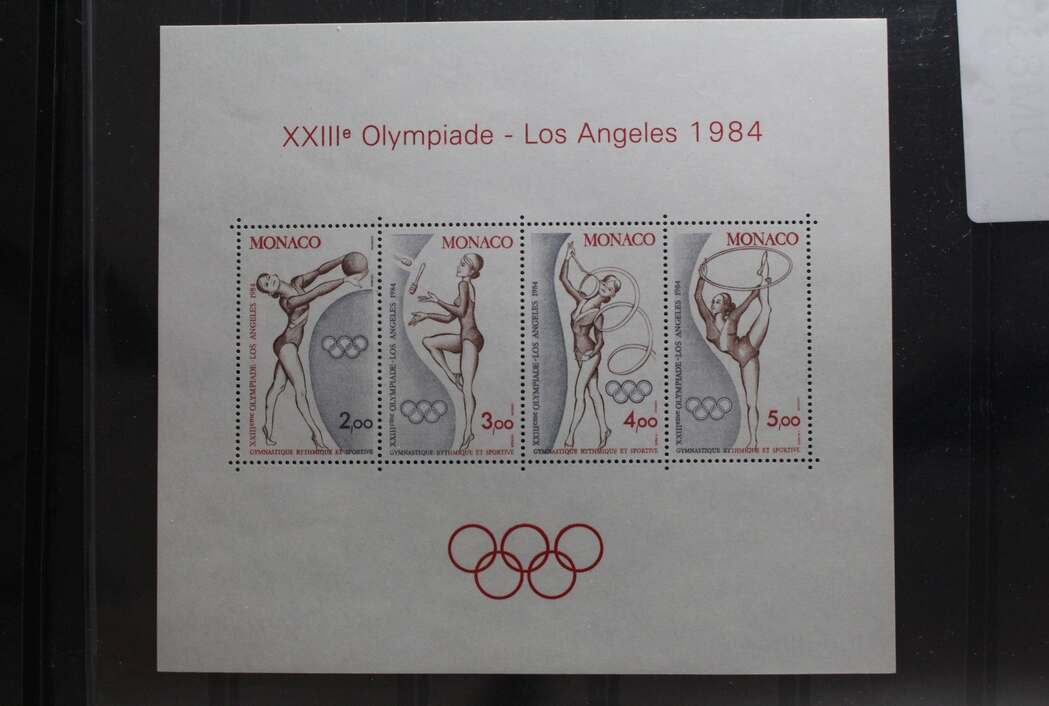 XXIIIe Olympiade - Los Angeles 1984
MONACO
XXIIIeme OLYMPIADE-LOS ANGELES 1984
2,00
GYMNASTIQUE RYTHMIQUE ET SPORTIVE
MONACO
XXIIIeme OLYMPIADE-LOS ANGELES 1984
3,00
GYMNASTIQUE RYTHMIQUE ET SPORTIVE
MONACO
XXIIIeme OLYMPIADE-LOS ANGELES 1984
4,00
GYMNASTIQUE RYTHMIQUE ET SPORTIVE
MONACO
XXIIIeme OLYMPIADE-LOS ANGELES 1984
5,00
GYMNASTIQUE RYTHMIQUE ET SPORTIVE